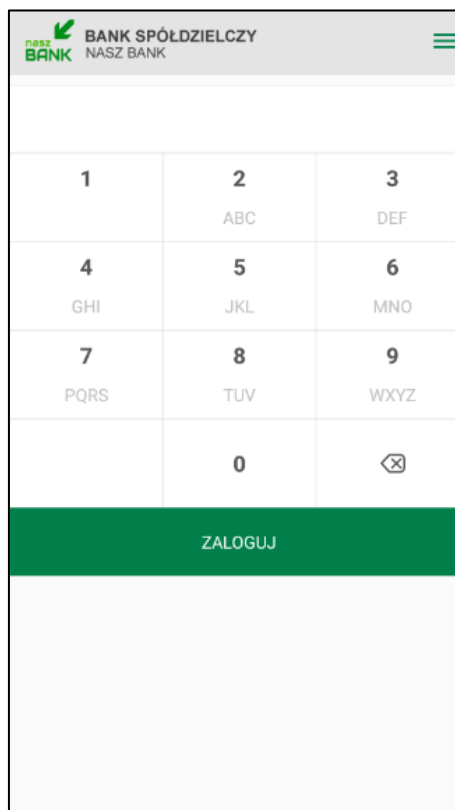 nasz
BANK
BANK SPÓŁDZIELCZY
NASZ BANK
1 2 3
ABC DEF
4 5 6
GHI JKL MNO
7 8 9
PQRS TUV WXYZ
0
ZALOGUJ